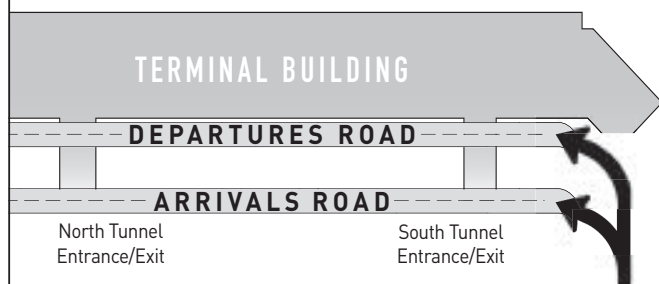 TERMINAL BUILDING
DEPARTURES ROAD
ARRIVALS ROAD
North Tunnel
Entrance/Exit
South Tunnel
Entrance/Exit